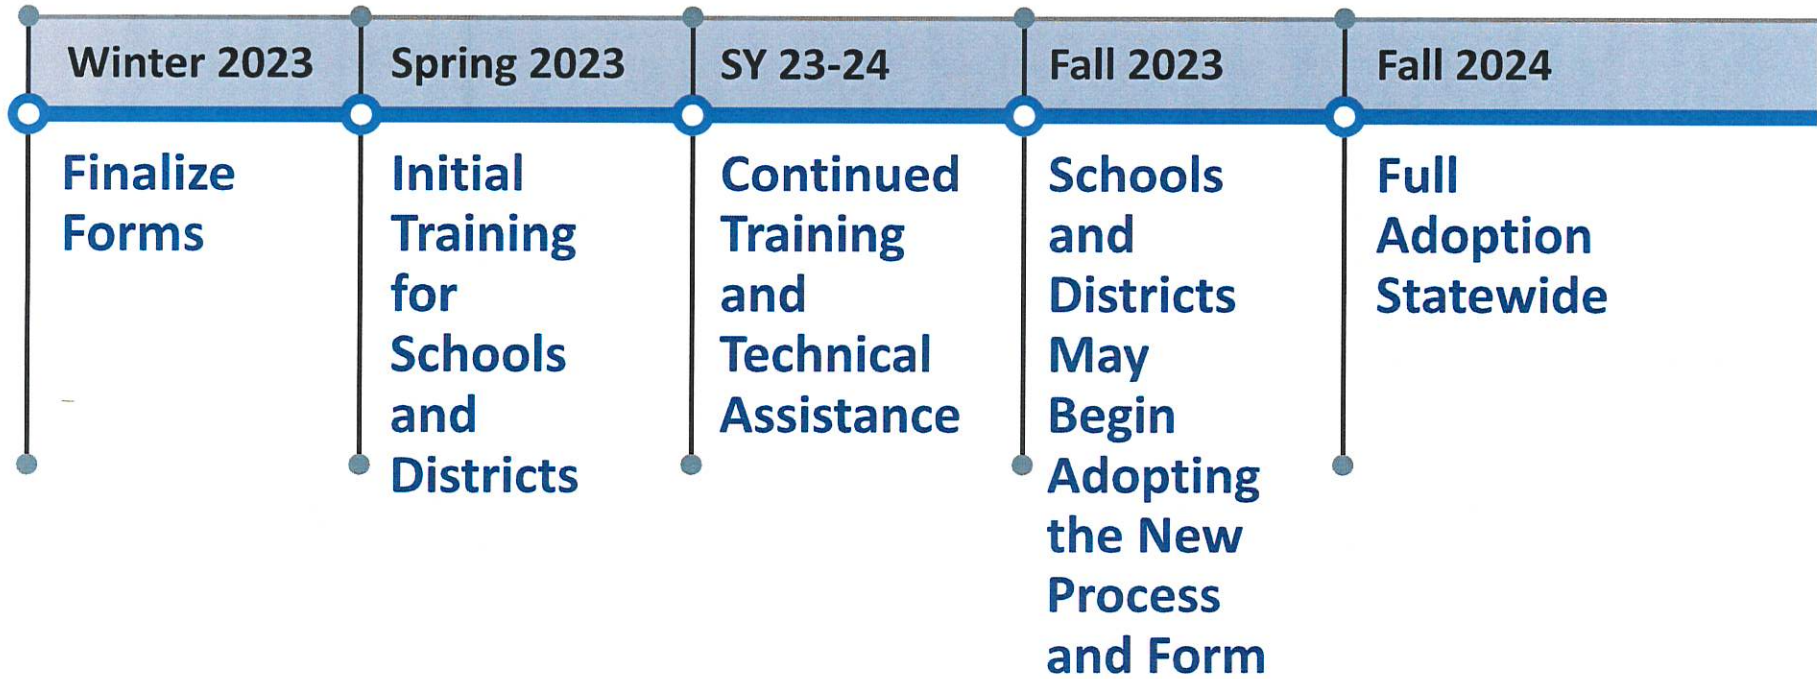 Winter 2023
Finalize
Forms
Spring 2023
Initial
Training
for
Schools
and
Districts
SY 23-24
Continued
Training
and
Technical
Assistance
Fall 2023
Schools
and
Districts
May
Begin
Adopting
the New
Process
and Form
Fall 2024
Full
Adoption
Statewide